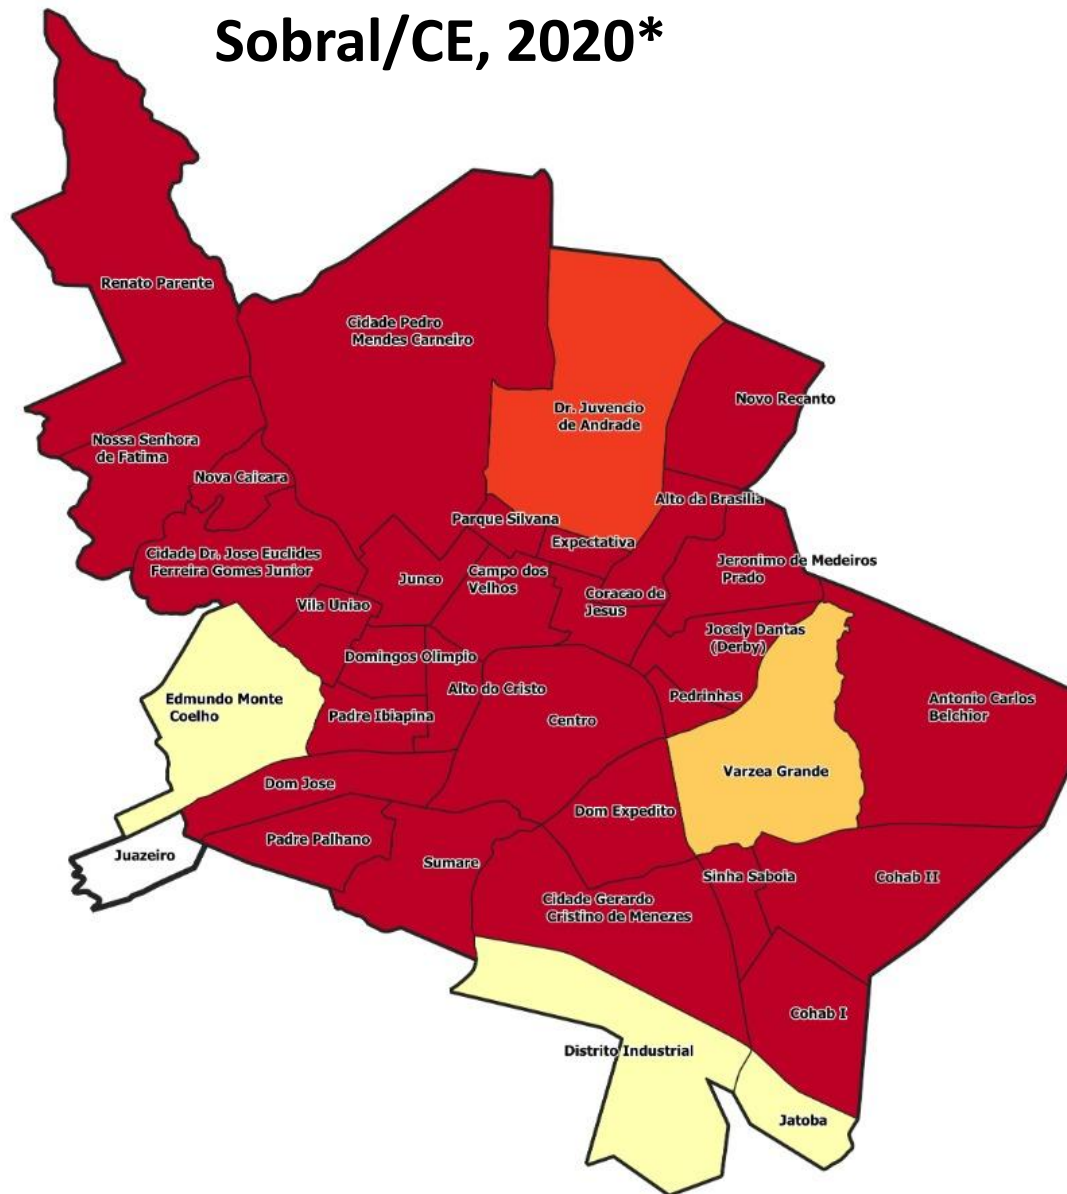 Sobral/CE, 2020*
Renato Parente
Cidade Pedro
Mendes Carneiro
Dr. Juvencio
de Andrade
Novo Recanto
Nossa Senhora
de Fatima
Nova Caicara
Alto da Brasilia
Parque Silvana
Expectativa
Cidade Dr. Jose Euclides
Ferreira Gomes Junior
Junco
Campo dos
Velhos
Jeronimo de Medeiros
Prado
Coracao de
Jesus
Vila Uniao
Jocely Dantas
(Derby)
Domingos Olimpio
Alto do Cristo
Pedrinhas
Edmundo Monte
Coelho
Padre Ibiapina
Centro
Antonio Carlos
Belchior
Varzea Grande
Dom Jose
Dom Expedito
Padre Palhano
Juazeiro
Sumare
Sinha Saboia
Cohab II
Cidade Gerardo
Cristino de Menezes
Cohab I
Distrito Industrial
Jatoba